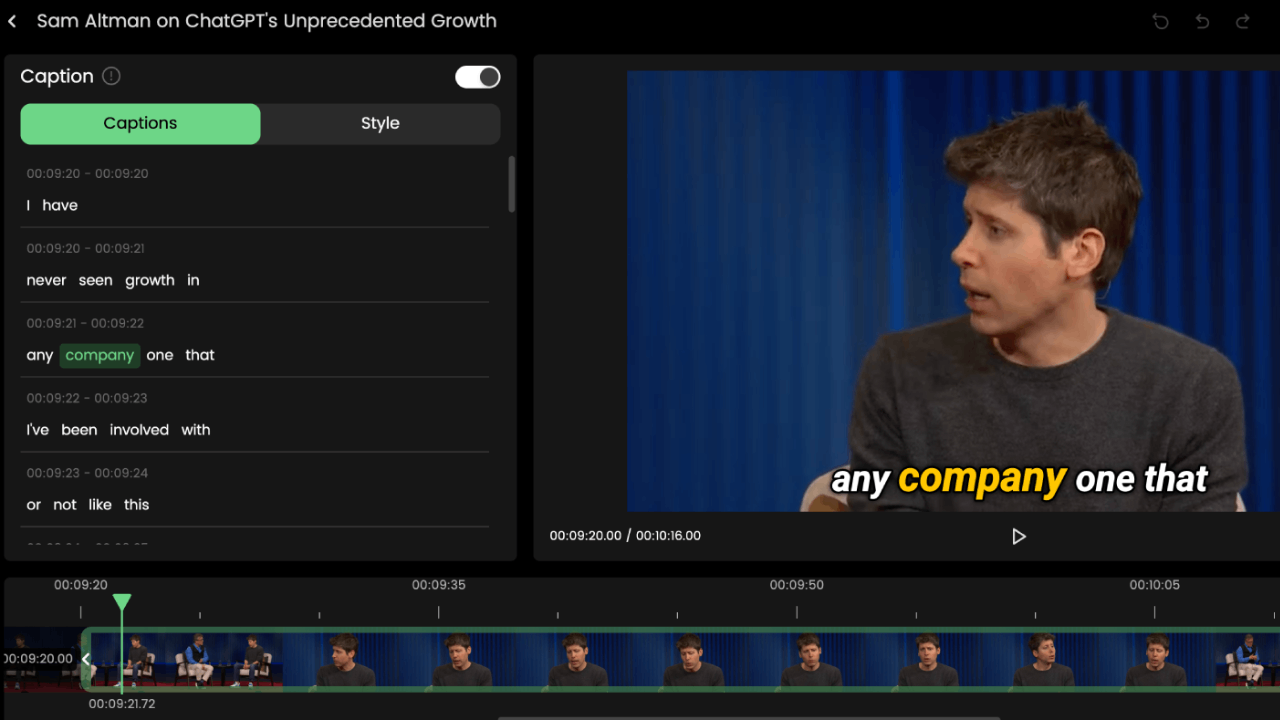 Sam Altman on ChatGPT's Unprecedented Growth
Caption
Captions Style
00:09:20 - 00:09:20
I have
00:09:20 - 00:09:21
never seen growth in
00:09:21 - 00:09:22
any company one that
00:09:22 - 00:09:23
I've been involved with
00:09:23 - 00:09:24
or not like this
any company one that
00:09:20.00 / 00:10:16.00
00:09:20 00:09:35 00:09:50 00:10:05
00:09:20.00
00:09:21.72